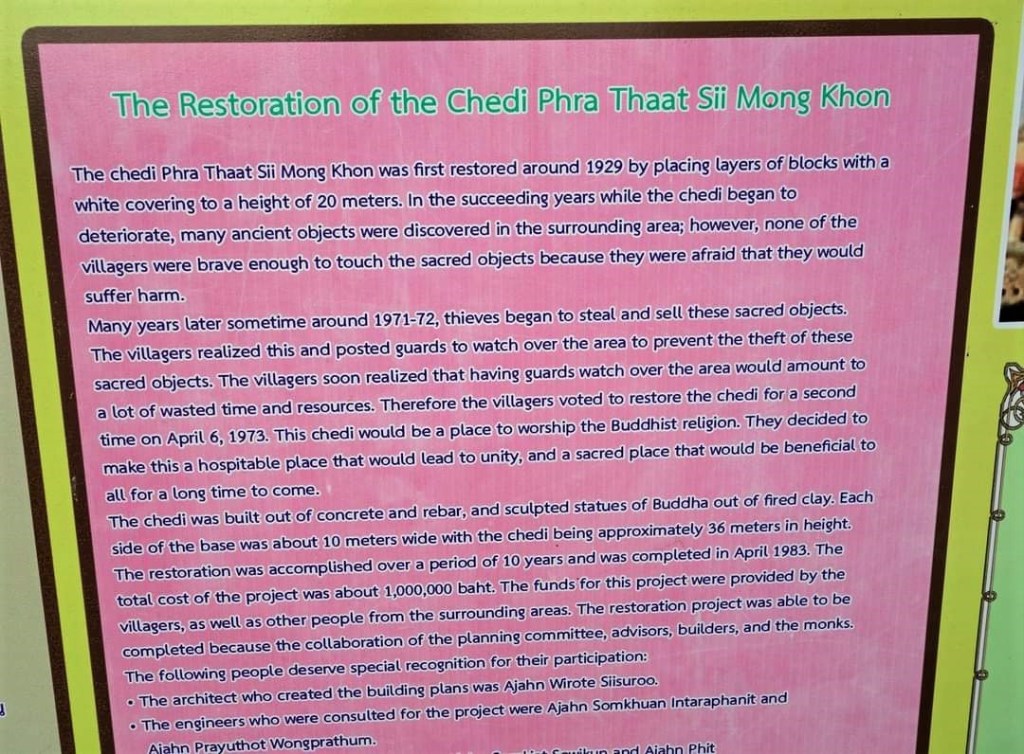 The Restoration of the Chedi Phra Thaat Sii Mong Khon
The chedi Phra Thaat Sii Mong Khon was first restored around 1929 by placing layers of blocks with a
white covering to a height of 20 meters. In the succeeding years while the chedi began to
deteriorate, many ancient objects were discovered in the surrounding area; however, none of the
villagers were brave enough to touch the sacred objects because they were afraid that they would
suffer harm.
Many years later sometime around 1971-72, thieves began to steal and sell these sacred objects.
The villagers realized this and posted guards to watch over the area to prevent the theft of these
sacred objects. The villagers soon realized that having guards watch over the area would amount to
a lot of wasted time and resources. Therefore the villagers voted to restore the chedi for a second
time on April 6, 1973. This chedi would be a place to worship the Buddhist religion. They decided to
make this a hospitable place that would lead to unity, and a sacred place that would be beneficial to
all for a long time to come.
The chedi was built out of concrete and rebar, and sculpted statues of Buddha out of fired clay. Each
side of the base was about 10 meters wide with the chedi being approximately 36 meters in height.
The restoration was accomplished over a period of 10 years and was completed in April 1983. The
total cost of the project was about 1,000,000 baht. The funds for this project were provided by the
villagers, as well as other people from the surrounding areas. The restoration project was able to be
completed because the collaboration of the planning committee, advisors, builders, and the monks.
The following people deserve special recognition for their participation:
• The architect who created the building plans was Ajahn Wirote Siisuroo.
• The engineers who were consulted for the project were Ajahn Somkhuan Intaraphanit and
Ajahn Prayuthot Wongprathum.
and Ajahn Phit